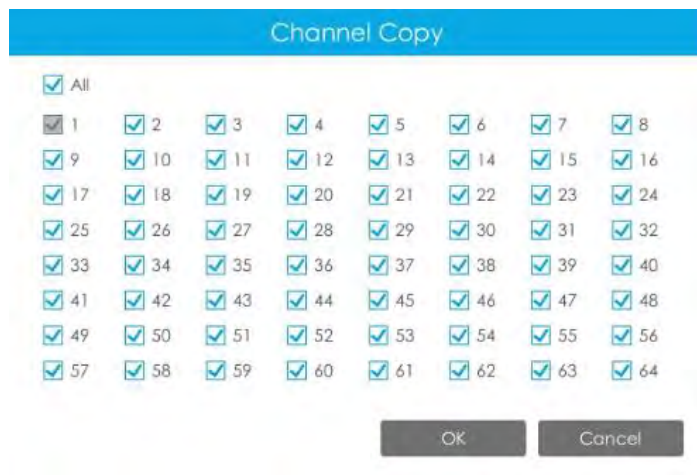 Channel Copy
All
1 2 3 4 5 6 7 8
9 10 11 12 13 14 15 16
17 18 19 20 21 22 23 24
25 26 27 28 29 30 31 32
33 34 35 36 37 38 39 40
41 42 43 44 45 46 47 48
49 50 51 52 53 54 55 56
57 58 59 60 61 62 63 64
OK Cancel